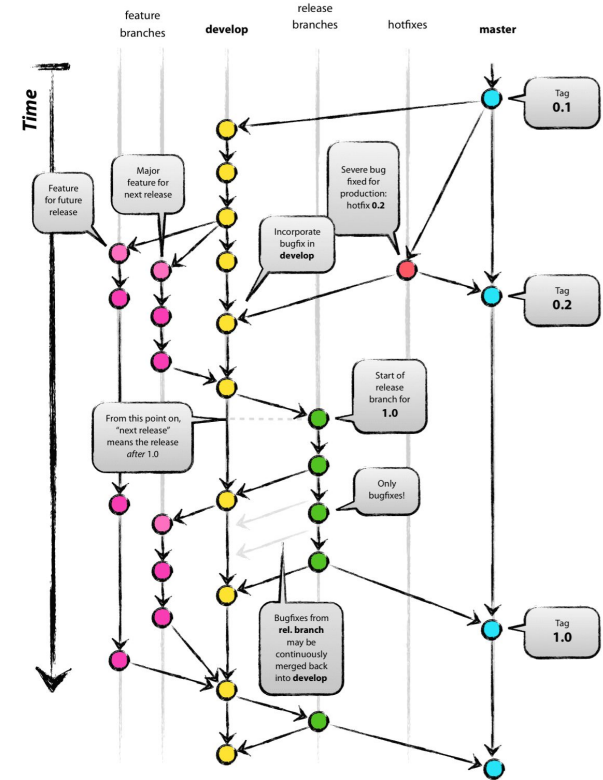 feature
branches
develop
release
branches
hotfixes
master
Time
Tag
0.1
Feature
for future
release
Major
feature for
next release
Severe bug
fixed for
production:
hotfix 0.2
Incorporate
bugfix in
develop
Tag
0.2
Start of
release
branch for
1.0
From this point on,
“next release”
means the release
after 1.0
Only
bugfixes!
Bugfixes from
rel. branch
may be
continuously
merged back
into develop
Tag
1.0